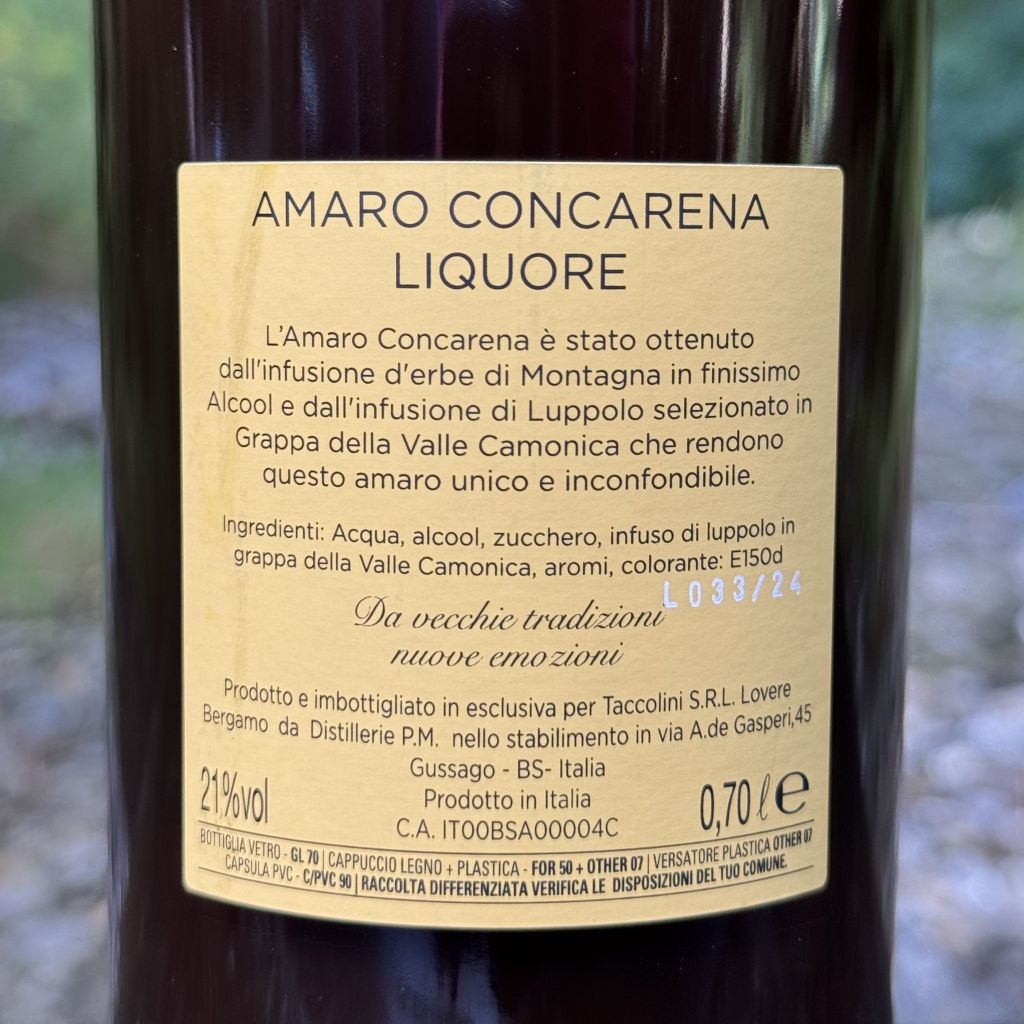 AMARO CONCARENA
LIQUORE
L'Amaro Concarena è stato ottenuto
dall'infusione d'erbe di Montagna in finissimo
Alcool e dall'infusione di Luppolo selezionato in
Grappa della Valle Camonica che rendono
questo amaro unico e inconfondibile.
Ingredienti: Acqua, alcool, zucchero, infuso di luppolo in
grappa della Valle Camonica, aromi, colorante: E150d
L 033/24
Da vecchie tradizioni
nuove emozioni
Prodotto e imbottigliato in esclusiva per Taccolini S.R.L. Lovere
Bergamo da Distillerie P.M. nello stabilimento in via A.de Gasperi,45
Gussago - BS- Italia
Prodotto in Italia
C.A. IT00BSA00004C
21%vol
0,70 ℓ e
BOTTIGLIA VETRO - GL 70 | CAPPUCCIO LEGNO + PLASTICA - FOR 50 + OTHER 07 | VERSATORE PLASTICA OTHER 07
CAPSULA PVC - C/PVC 90 | RACCOLTA DIFFERENZIATA VERIFICA LE DISPOSIZIONI DEL TUO COMUNE.